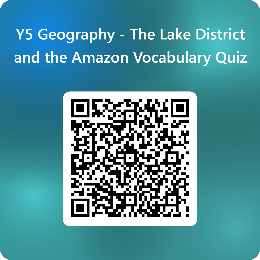 Y5 Geography - The Lake District
and the Amazon Vocabulary Quiz